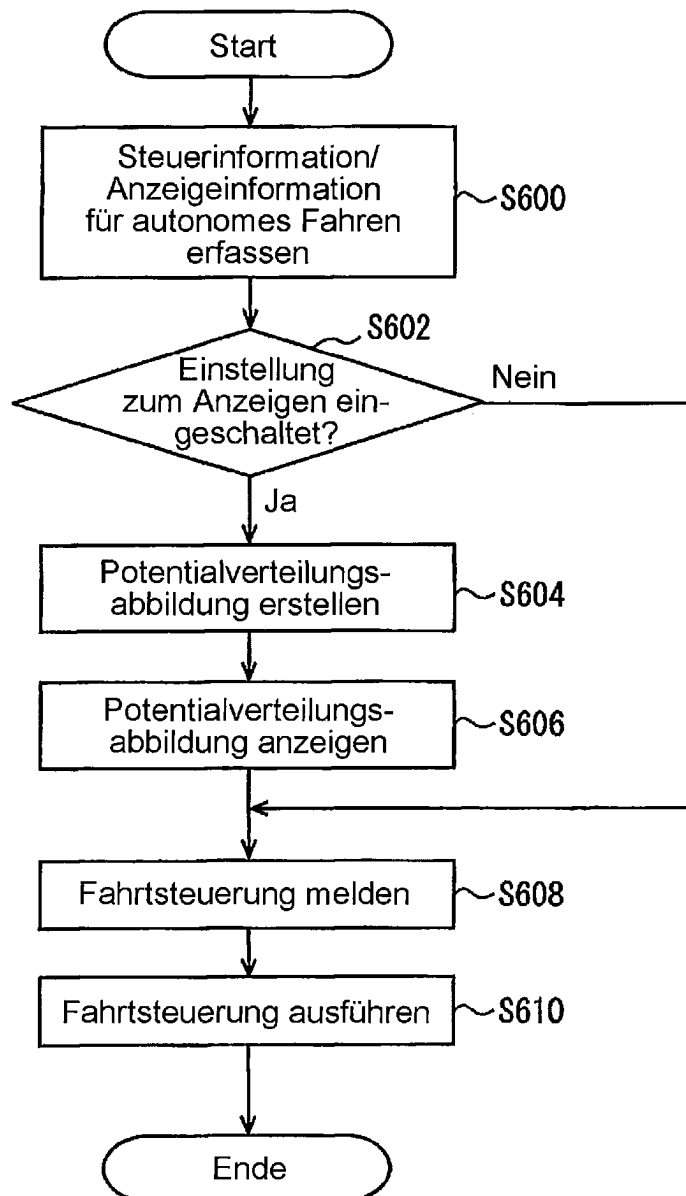 Start
Steuerinformation/
Anzeigeinformation
für autonomes Fahren
erfassen
S600
S602
Einstellung
zum Anzeigen ein-
geschaltet?
Nein
Ja
Potentialverteilungs-
abbildung erstellen
S604
Potentialverteilungs-
abbildung anzeigen
S606
Fahrtsteuerung melden
S608
Fahrtsteuerung ausführen
S610
Ende